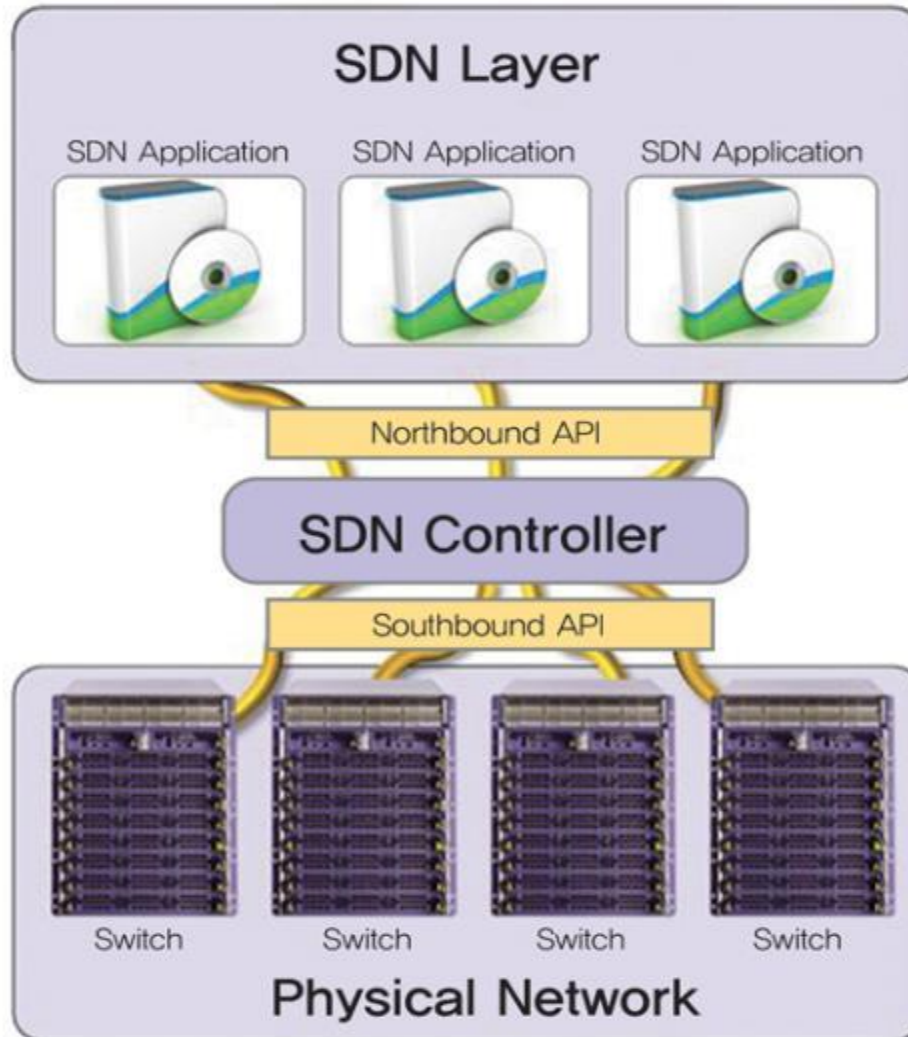 SDN Layer
SDN Application SDN Application SDN Application
Northbound API
SDN Controller
Southbound API
Switch Switch Switch Switch
Physical Network